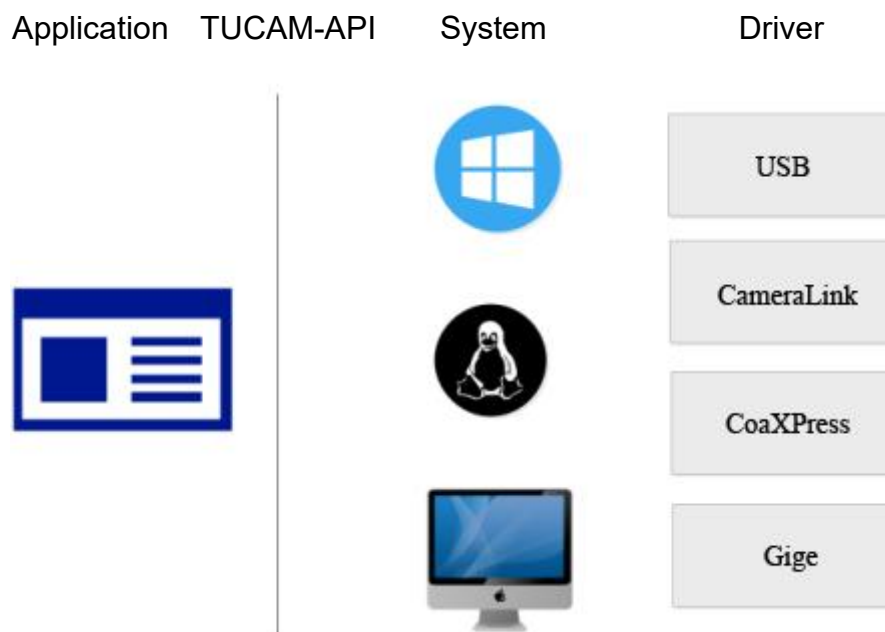 Application TUCAM-API System Driver
USB
CameraLink
CoaXPress
Gige